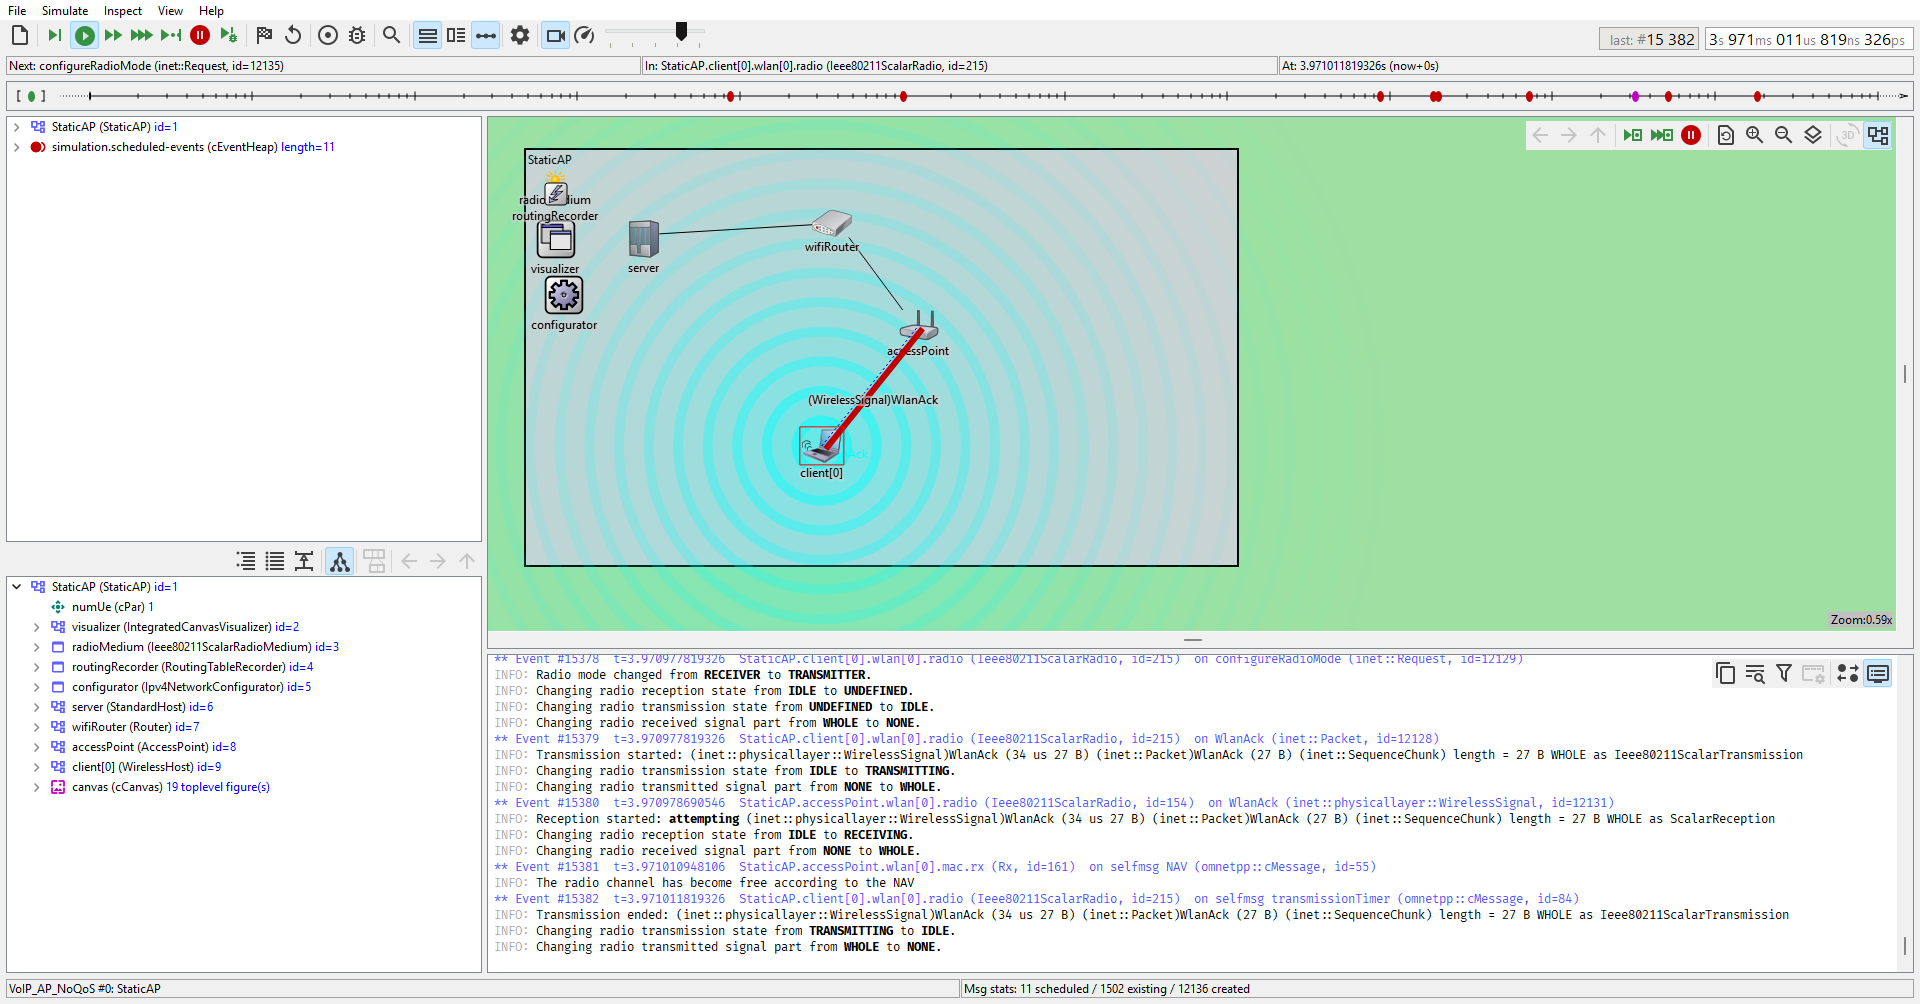 File Simulate Inspect View Help
last: #15 382 3s 971ms 011us 819ns 326ps
Next: configureRadioMode (inet::Request, id=12135) In: StaticAP.client[0].wlan[0].radio (Ieee80211ScalarRadio, id=215) At: 3.971011819326s (now+0s)
StaticAP (StaticAP) id=1
simulation.scheduled-events (cEventHeap) length=11
3D
StaticAP
routingRecorder
visualizer
configurator
server
wifiRouter
accessPoint
(WirelessSignal)WlanAck
Ack
client[0]
Zoom:0.59x
StaticAP (StaticAP) id=1
numUe (cPar) 1
visualizer (IntegratedCanvasVisualizer) id=2
radioMedium (Ieee80211ScalarRadioMedium) id=3
routingRecorder (RoutingTableRecorder) id=4
configurator (Ipv4NetworkConfigurator) id=5
server (StandardHost) id=6
wifiRouter (Router) id=7
accessPoint (AccessPoint) id=8
client[0] (WirelessHost) id=9
canvas (cCanvas) 19 toplevel figure(s)
** Event #15378 t=3.970977819326 StaticAP.client[0].wlan[0].radio (Ieee80211ScalarRadio, id=215) on configureRadioMode (inet::Request, id=12129)
INFO: Radio mode changed from RECEIVER to TRANSMITTER.
INFO: Changing radio reception state from IDLE to UNDEFINED.
INFO: Changing radio transmission state from UNDEFINED to IDLE.
INFO: Changing radio received signal part from WHOLE to NONE.
** Event #15379 t=3.970977819326 StaticAP.client[0].wlan[0].radio (Ieee80211ScalarRadio, id=215) on WlanAck (inet::Packet, id=12128)
INFO: Transmission started: (inet::physicallayer::WirelessSignal)WlanAck (34 us 27 B) (inet::Packet)WlanAck (27 B) (inet::SequenceChunk) length = 27 B WHOLE as Ieee80211ScalarTransmission
INFO: Changing radio transmission state from IDLE to TRANSMITTING.
INFO: Changing radio transmitted signal part from NONE to WHOLE.
** Event #15380 t=3.970978690546 StaticAP.accessPoint.wlan[0].radio (Ieee80211ScalarRadio, id=154) on WlanAck (inet::physicallayer::WirelessSignal, id=12131)
INFO: Reception started: attempting (inet::physicallayer::WirelessSignal)WlanAck (34 us 27 B) (inet::Packet)WlanAck (27 B) (inet::SequenceChunk) length = 27 B WHOLE as ScalarReception
INFO: Changing radio reception state from IDLE to RECEIVING.
INFO: Changing radio received signal part from NONE to WHOLE.
** Event #15381 t=3.971010948106 StaticAP.accessPoint.wlan[0].mac.rx (Rx, id=161) on selfmsg NAV (omnetpp::cMessage, id=55)
INFO: The radio channel has become free according to the NAV
** Event #15382 t=3.971011819326 StaticAP.client[0].wlan[0].radio (Ieee80211ScalarRadio, id=215) on selfmsg transmissionTimer (omnetpp::cMessage, id=84)
INFO: Transmission ended: (inet::physicallayer::WirelessSignal)WlanAck (34 us 27 B) (inet::Packet)WlanAck (27 B) (inet::SequenceChunk) length = 27 B WHOLE as Ieee80211ScalarTransmission
INFO: Changing radio transmission state from TRANSMITTING to IDLE.
INFO: Changing radio transmitted signal part from WHOLE to NONE.
VoIP_AP_NoQoS #0: StaticAP Msg stats: 11 scheduled / 1502 existing / 12136 created